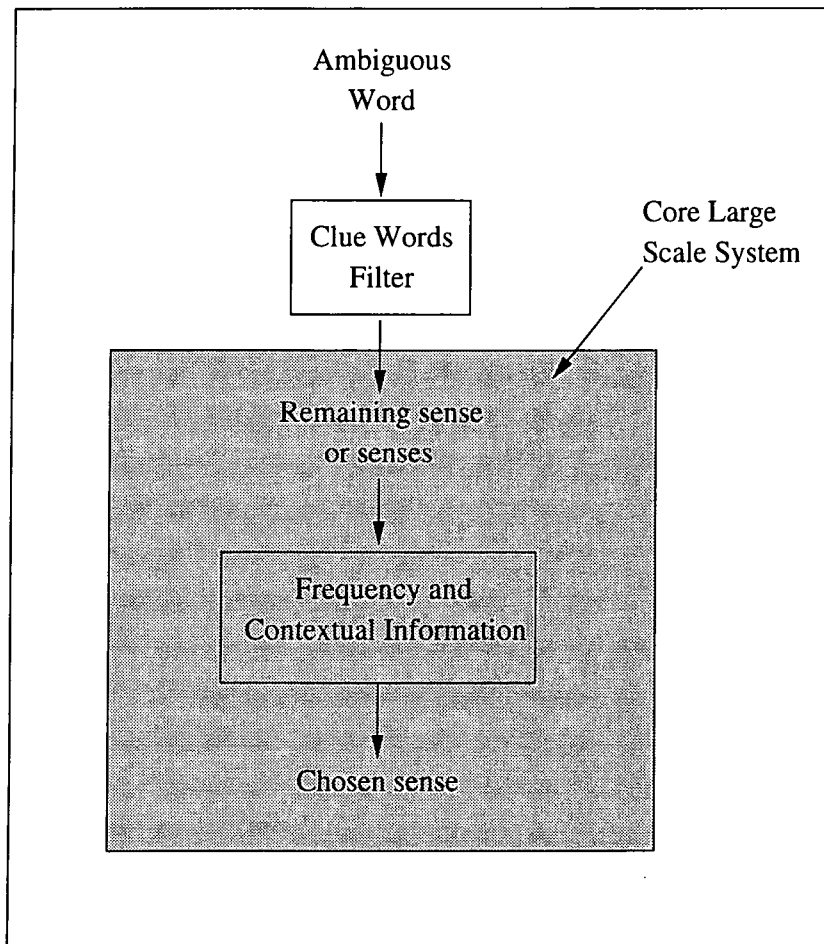 Ambiguous
Word
Clue Words
Filter
Core Large
Scale System
Remaining sense
or senses
Frequency and
Contextual Information
Chosen sense